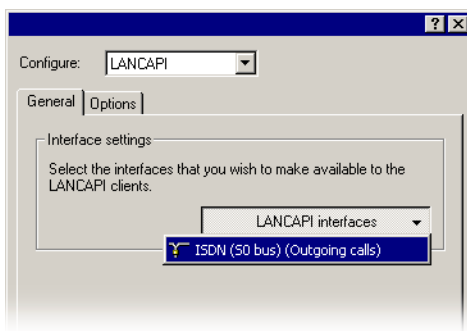 Configure: LANCAPI
General Options
Interface settings
Select the interfaces that you wish to make available to the
LANCAPI clients.
LANCAPI interfaces
ISDN (S0 bus) (Outgoing calls)